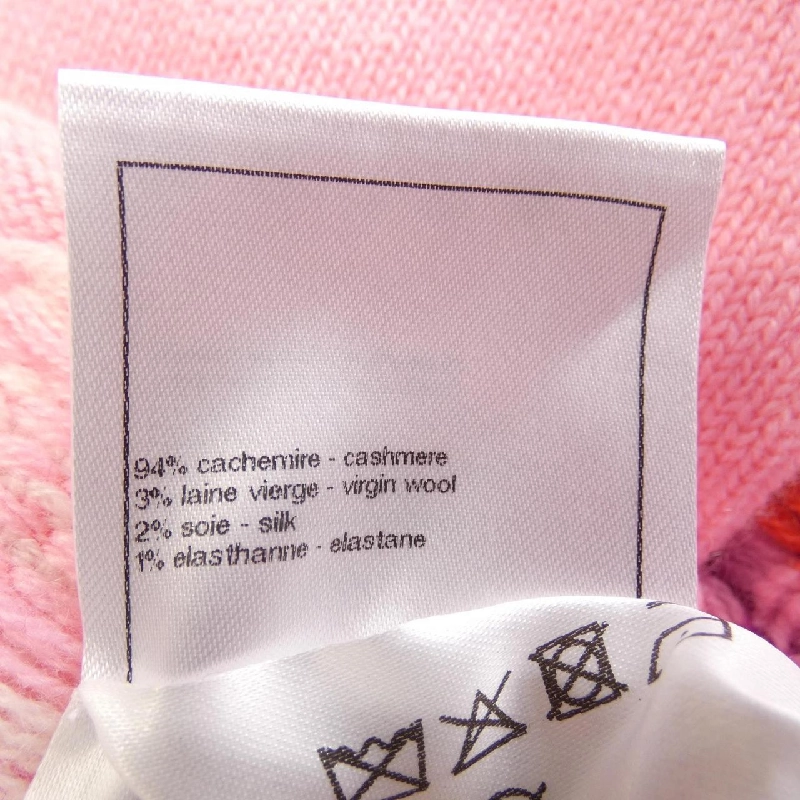 94% cachemire - cashmere
3% laine vierge - virgin wool
2% soie - silk
1% elasthanne - elastane